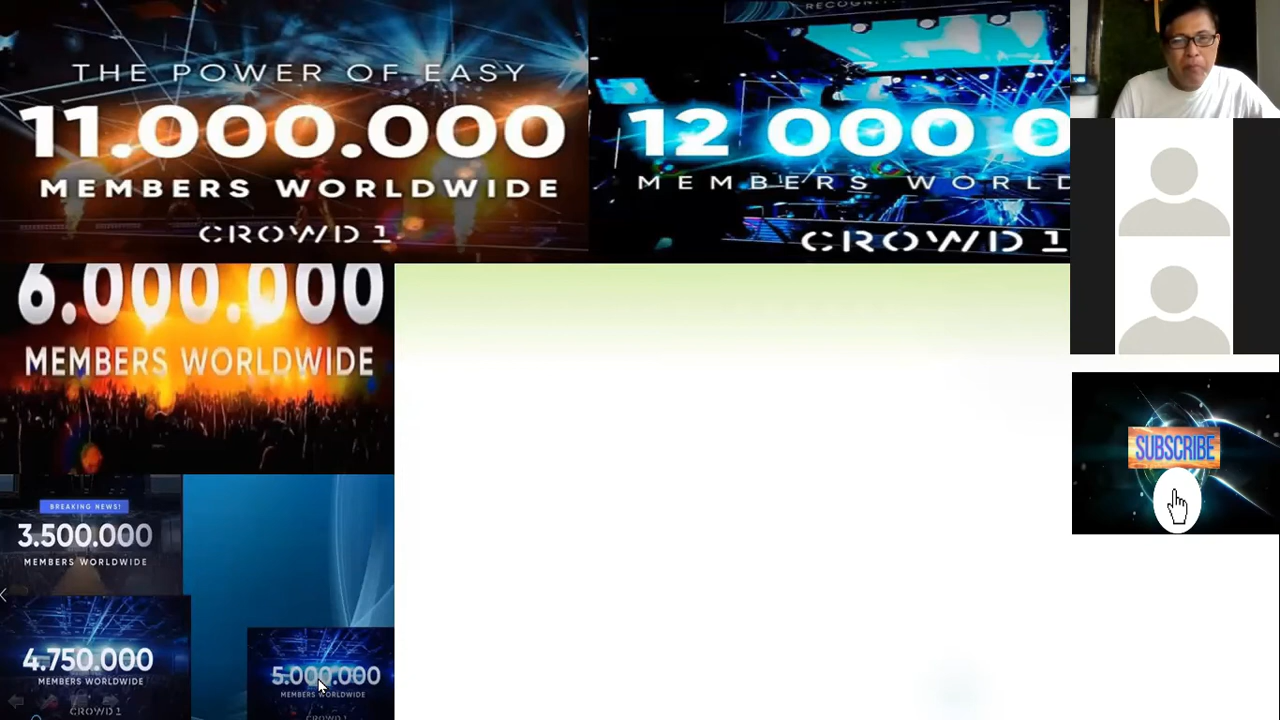 THE POWER OF EASY
11.000.000
MEMBERS WORLDWIDE
CROWD1
RECOGNI
12 000 0
MEMBERS WORLD
CROWD1
6.000.000
MEMBERS WORLDWIDE
SUBSCRIBE
BREAKING NEWS!
3.500.000
MEMBERS WORLDWIDE
4.750.000
MEMBERS WORLDWIDE
CROWD1
5.000.000
MEMBERS WORLDWIDE
CROWD1